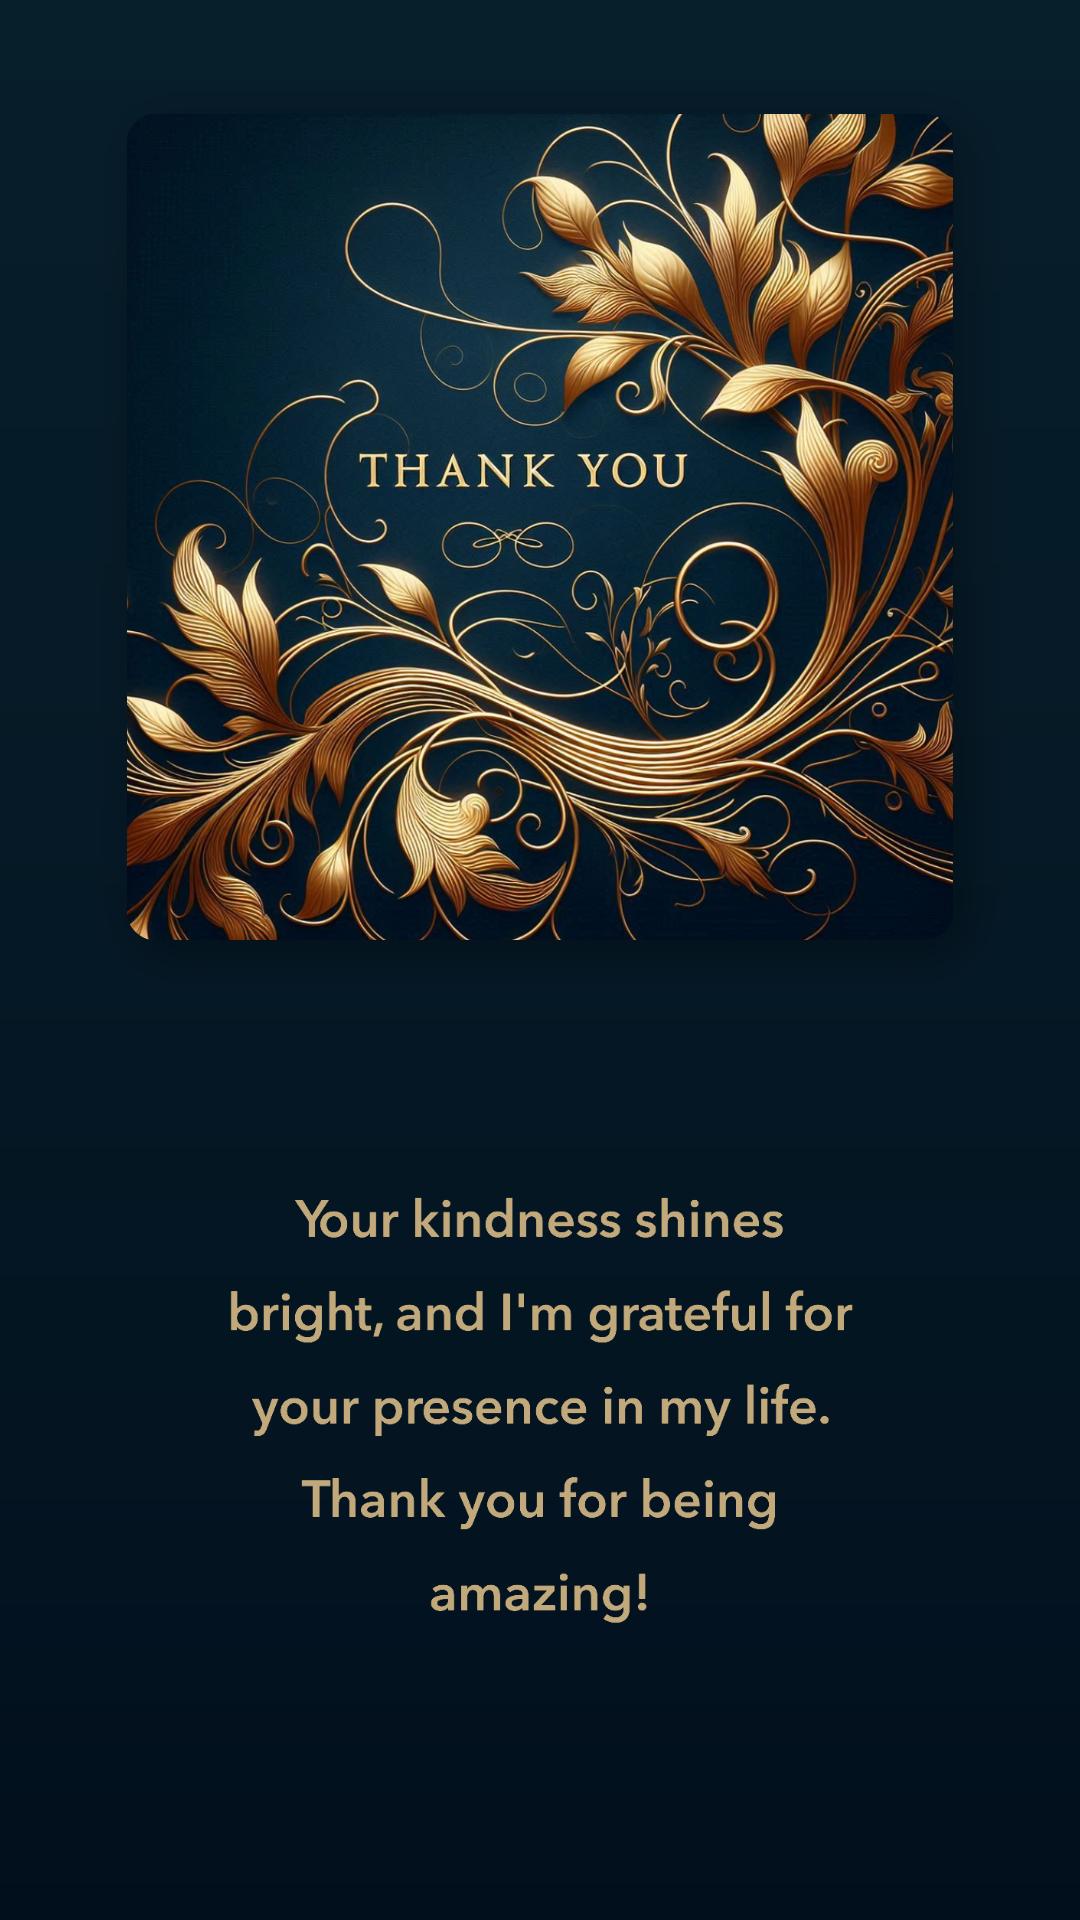 THANK YOU
Your kindness shines
bright, and I'm grateful for
your presence in my life.
Thank you for being
amazing!